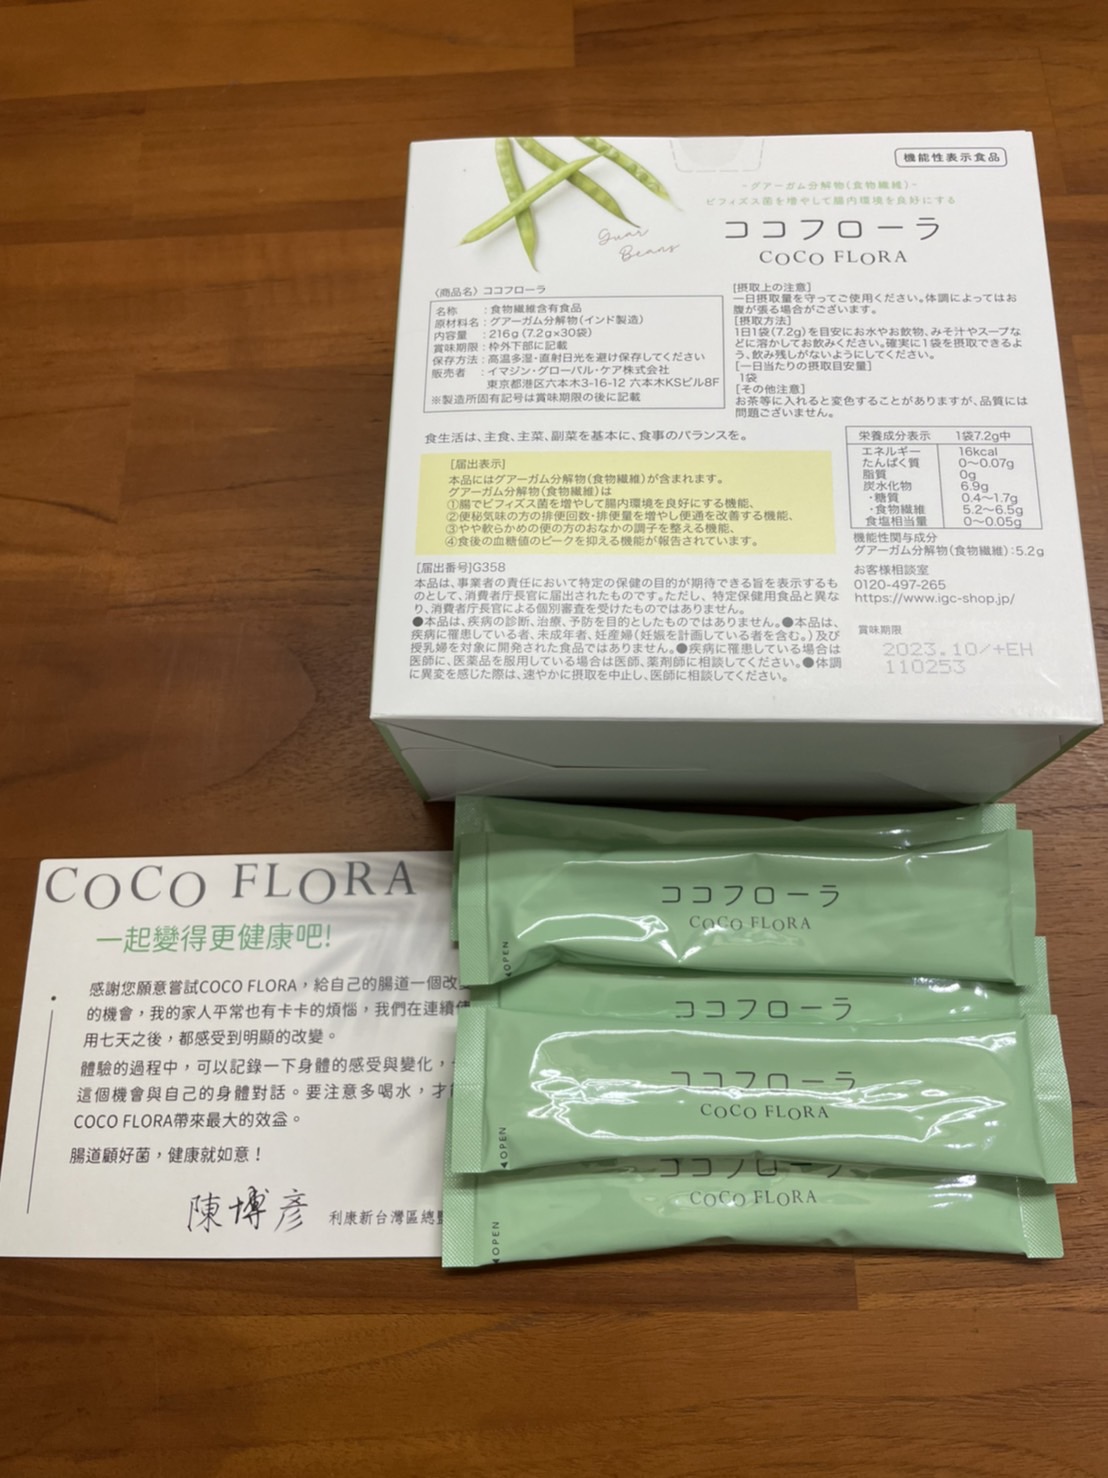 機能性表示食品
-グアーガム分解物(食物繊維)-
ビフィズス菌を増やして腸内環境を良好にする
ココフローラ
COCO FLORA
Guar
Beans
〈商品名〉ココフローラ
名称 : 食物繊維含有食品
原材料名 : グアーガム分解物(インド製造)
内容量 : 216g(7.2g×30袋)
賞味期限 : 枠外下部に記載
保存方法 : 高温多湿・直射日光を避け保存してください
販売者 : イマジン・グローバル・ケア株式会社
東京都港区六本木3-16-12 六本木KSビル8F
※製造所固有記号は賞味期限の後に記載
[摂取上の注意]
一日摂取量を守ってご使用ください。体調によってはお
腹が張る場合がございます。
[摂取方法]
1日1袋(7.2g)を目安にお水やお飲物、みそ汁やスープな
どに溶かしてお飲みください。確実に1袋を摂取できるよ
う、飲み残しがないようにしてください。
[一日当たりの摂取目安量]
1袋
[その他注意]
お茶等に入れると変色することがありますが、品質には
問題ございません。
食生活は、主食、主菜、副菜を基本に、食事のバランスを。
[届出表示]
本品にはグアーガム分解物(食物繊維)が含まれます。
グアーガム分解物(食物繊維)は
①腸でビフィズス菌を増やして腸内環境を良好にする機能、
②便秘気味の方の排便回数・排便量を増やし便通を改善する機能、
③やや軟らかめの便の方のおなかの調子を整える機能、
④食後の血糖値のピークを抑える機能が報告されています。
[届出番号]G358
本品は、事業者の責任において特定の保健の目的が期待できる旨を表示するも
のとして、消費者庁長官に届出されたものです。ただし、特定保健用食品と異な
り、消費者庁長官による個別審査を受けたものではありません。
●本品は、疾病の診断、治療、予防を目的としたものではありません。●本品は、
疾病に罹患している者、未成年者、妊産婦(妊娠を計画している者を含む。)及び
授乳婦を対象に開発された食品ではありません。●疾病に罹患している場合は
医師に、医薬品を服用している場合は医師、薬剤師に相談してください。●体調
に異変を感じた際は、速やかに摂取を中止し、医師に相談してください。
栄養成分表示 1袋7.2g中
エネルギー 16kcal
たんぱく質 0〜0.07g
脂質 0g
炭水化物 6.9g
・糖質 0.4〜1.7g
・食物繊維 5.2〜6.5g
食塩相当量 0〜0.05g
機能性関与成分
グアーガム分解物(食物繊維):5.2g
お客様相談室
0120-497-265
https://www.igc-shop.jp/
賞味期限
2023.10/+EH
110253
ココフローラ
COCO FLORA
◀OPEN
ココフローラ
ココフローラ
COCO FLORA
◀OPEN
ココフローラ
COCO FLORA
◀OPEN
COCO FLORA
一起變得更健康吧!
感謝您願意嘗試COCO FLORA，給自己的腸道一個改
的機會，我的家人平常也有卡卡的煩惱，我們在連續
用七天之後，都感受到明顯的改變。
體驗的過程中，可以記錄一下身體的感受與變化，
這個機會與自己的身體對話。要注意多喝水，才
COCO FLORA帶來最大的效益。
腸道顧好菌，健康就如意！
陳博彥 利康新台灣區總